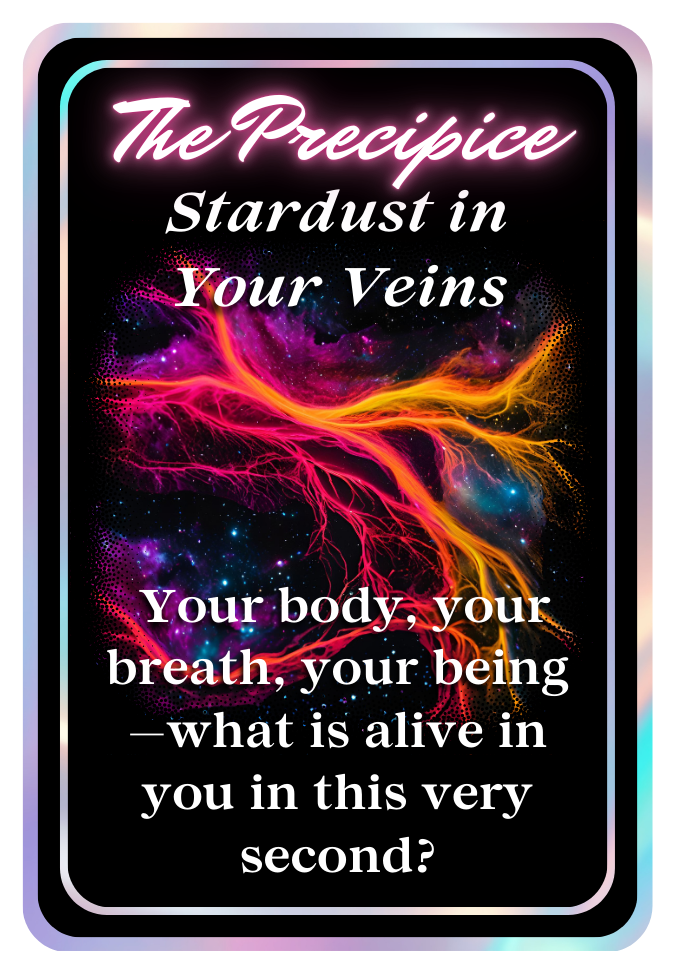 The Precipice
Stardust in
Your Veins
Your body, your
breath, your being
—what is alive in
you in this very
second?